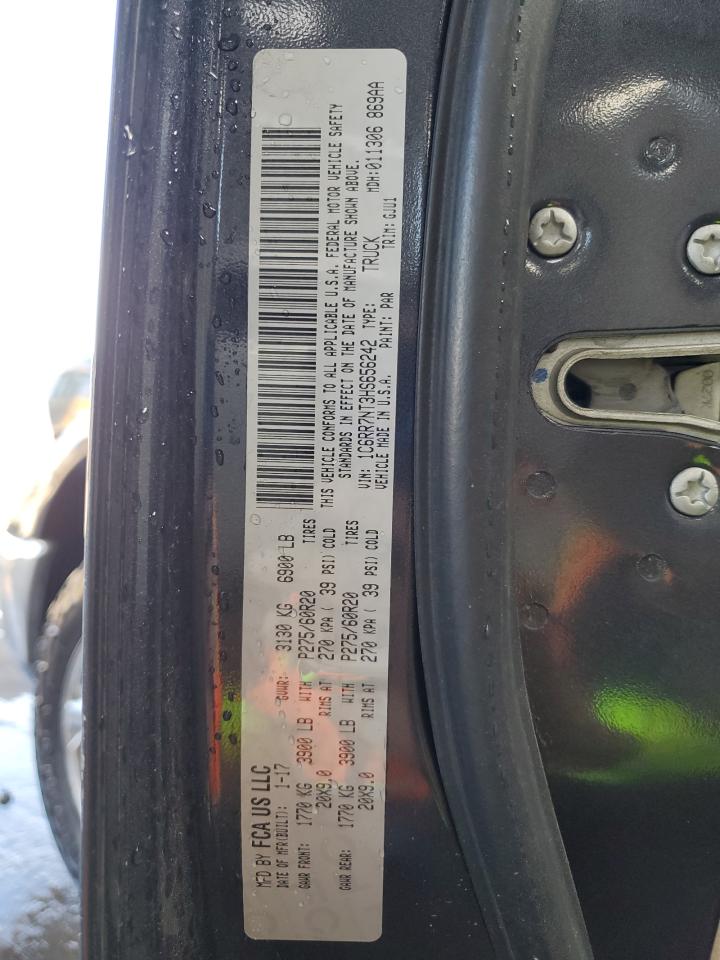 MFD BY FCA US LLC
DATE OF MFR(BUILT): 1-17 GVWR: 3130 KG 6900 LB
GAWR FRONT: 1770 KG 3900 LB WITH P275/60R20 TIRES
20X9.0 RIMS AT 270 KPA ( 39 PSI) COLD
GAWR REAR: 1770 KG 3900 LB WITH P275/60R20 TIRES
20X9.0 RIMS AT 270 KPA ( 39 PSI) COLD
THIS VEHICLE CONFORMS TO ALL APPLICABLE U.S.A. FEDERAL MOTOR VEHICLE SAFETY
STANDARDS IN EFFECT ON THE DATE OF MANUFACTURE SHOWN ABOVE.
VIN: 1C6RR7NT3HS656242 TYPE: TRUCK MDH:011306 869AA
VEHICLE MADE IN U.S.A. PAINT: PAR TRIM: GJU1